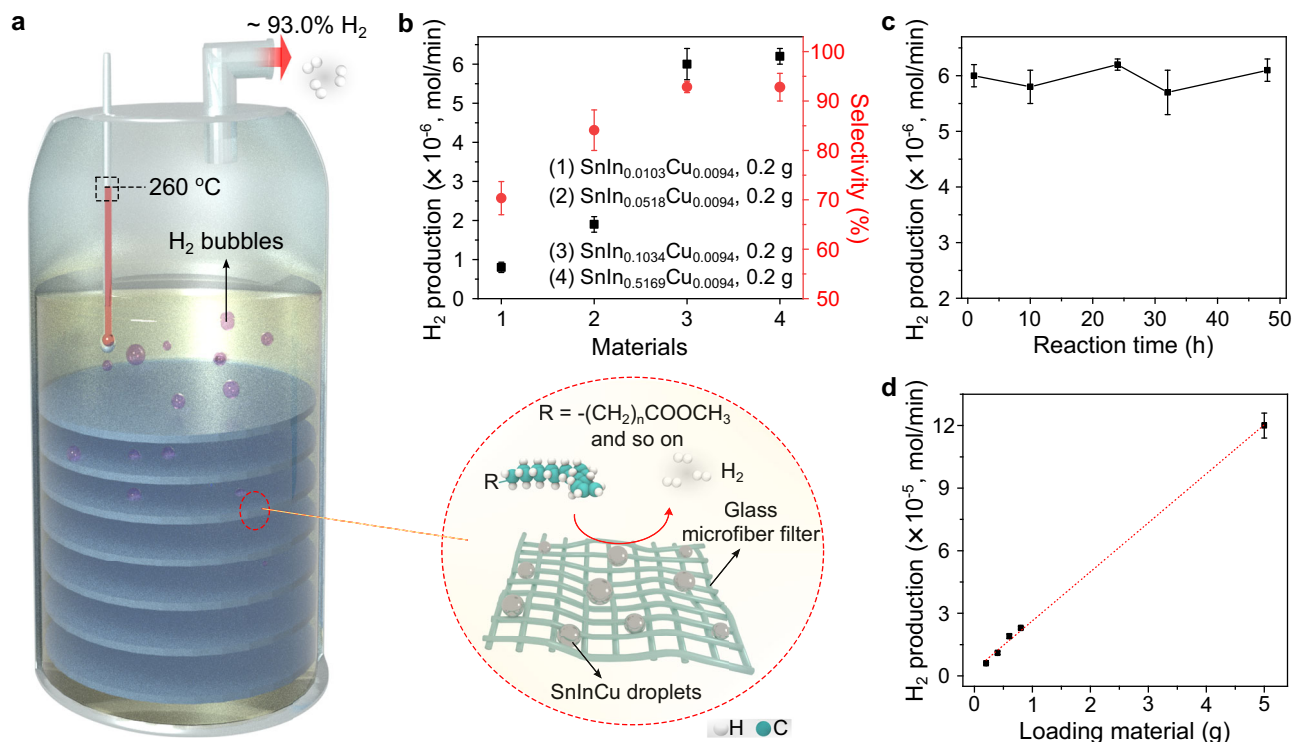 a
~ 93.0% H₂
260 °C
H₂ bubbles
b
H₂ production (× 10⁻⁶, mol/min)
6
5
4
3
2
1
0
100
90
80
70
60
50
Selectivity (%)
(1) SnIn₀.₀₁₀₃Cu₀.₀₀₉₄, 0.2 g
(2) SnIn₀.₀₅₁₈Cu₀.₀₀₉₄, 0.2 g
(3) SnIn₀.₁₀₃₄Cu₀.₀₀₉₄, 0.2 g
(4) SnIn₀.₅₁₆₉Cu₀.₀₀₉₄, 0.2 g
1 2 3 4
Materials
R = -(CH₂)ₙCOOCH₃
and so on
R
H₂
Glass
microfiber filter
SnInCu droplets
H C
c
H₂ production (× 10⁻⁶, mol/min)
6
4
2
0 10 20 30 40 50
Reaction time (h)
d
H₂ production (× 10⁻⁵, mol/min)
12
9
6
3
0
0 1 2 3 4 5
Loading material (g)